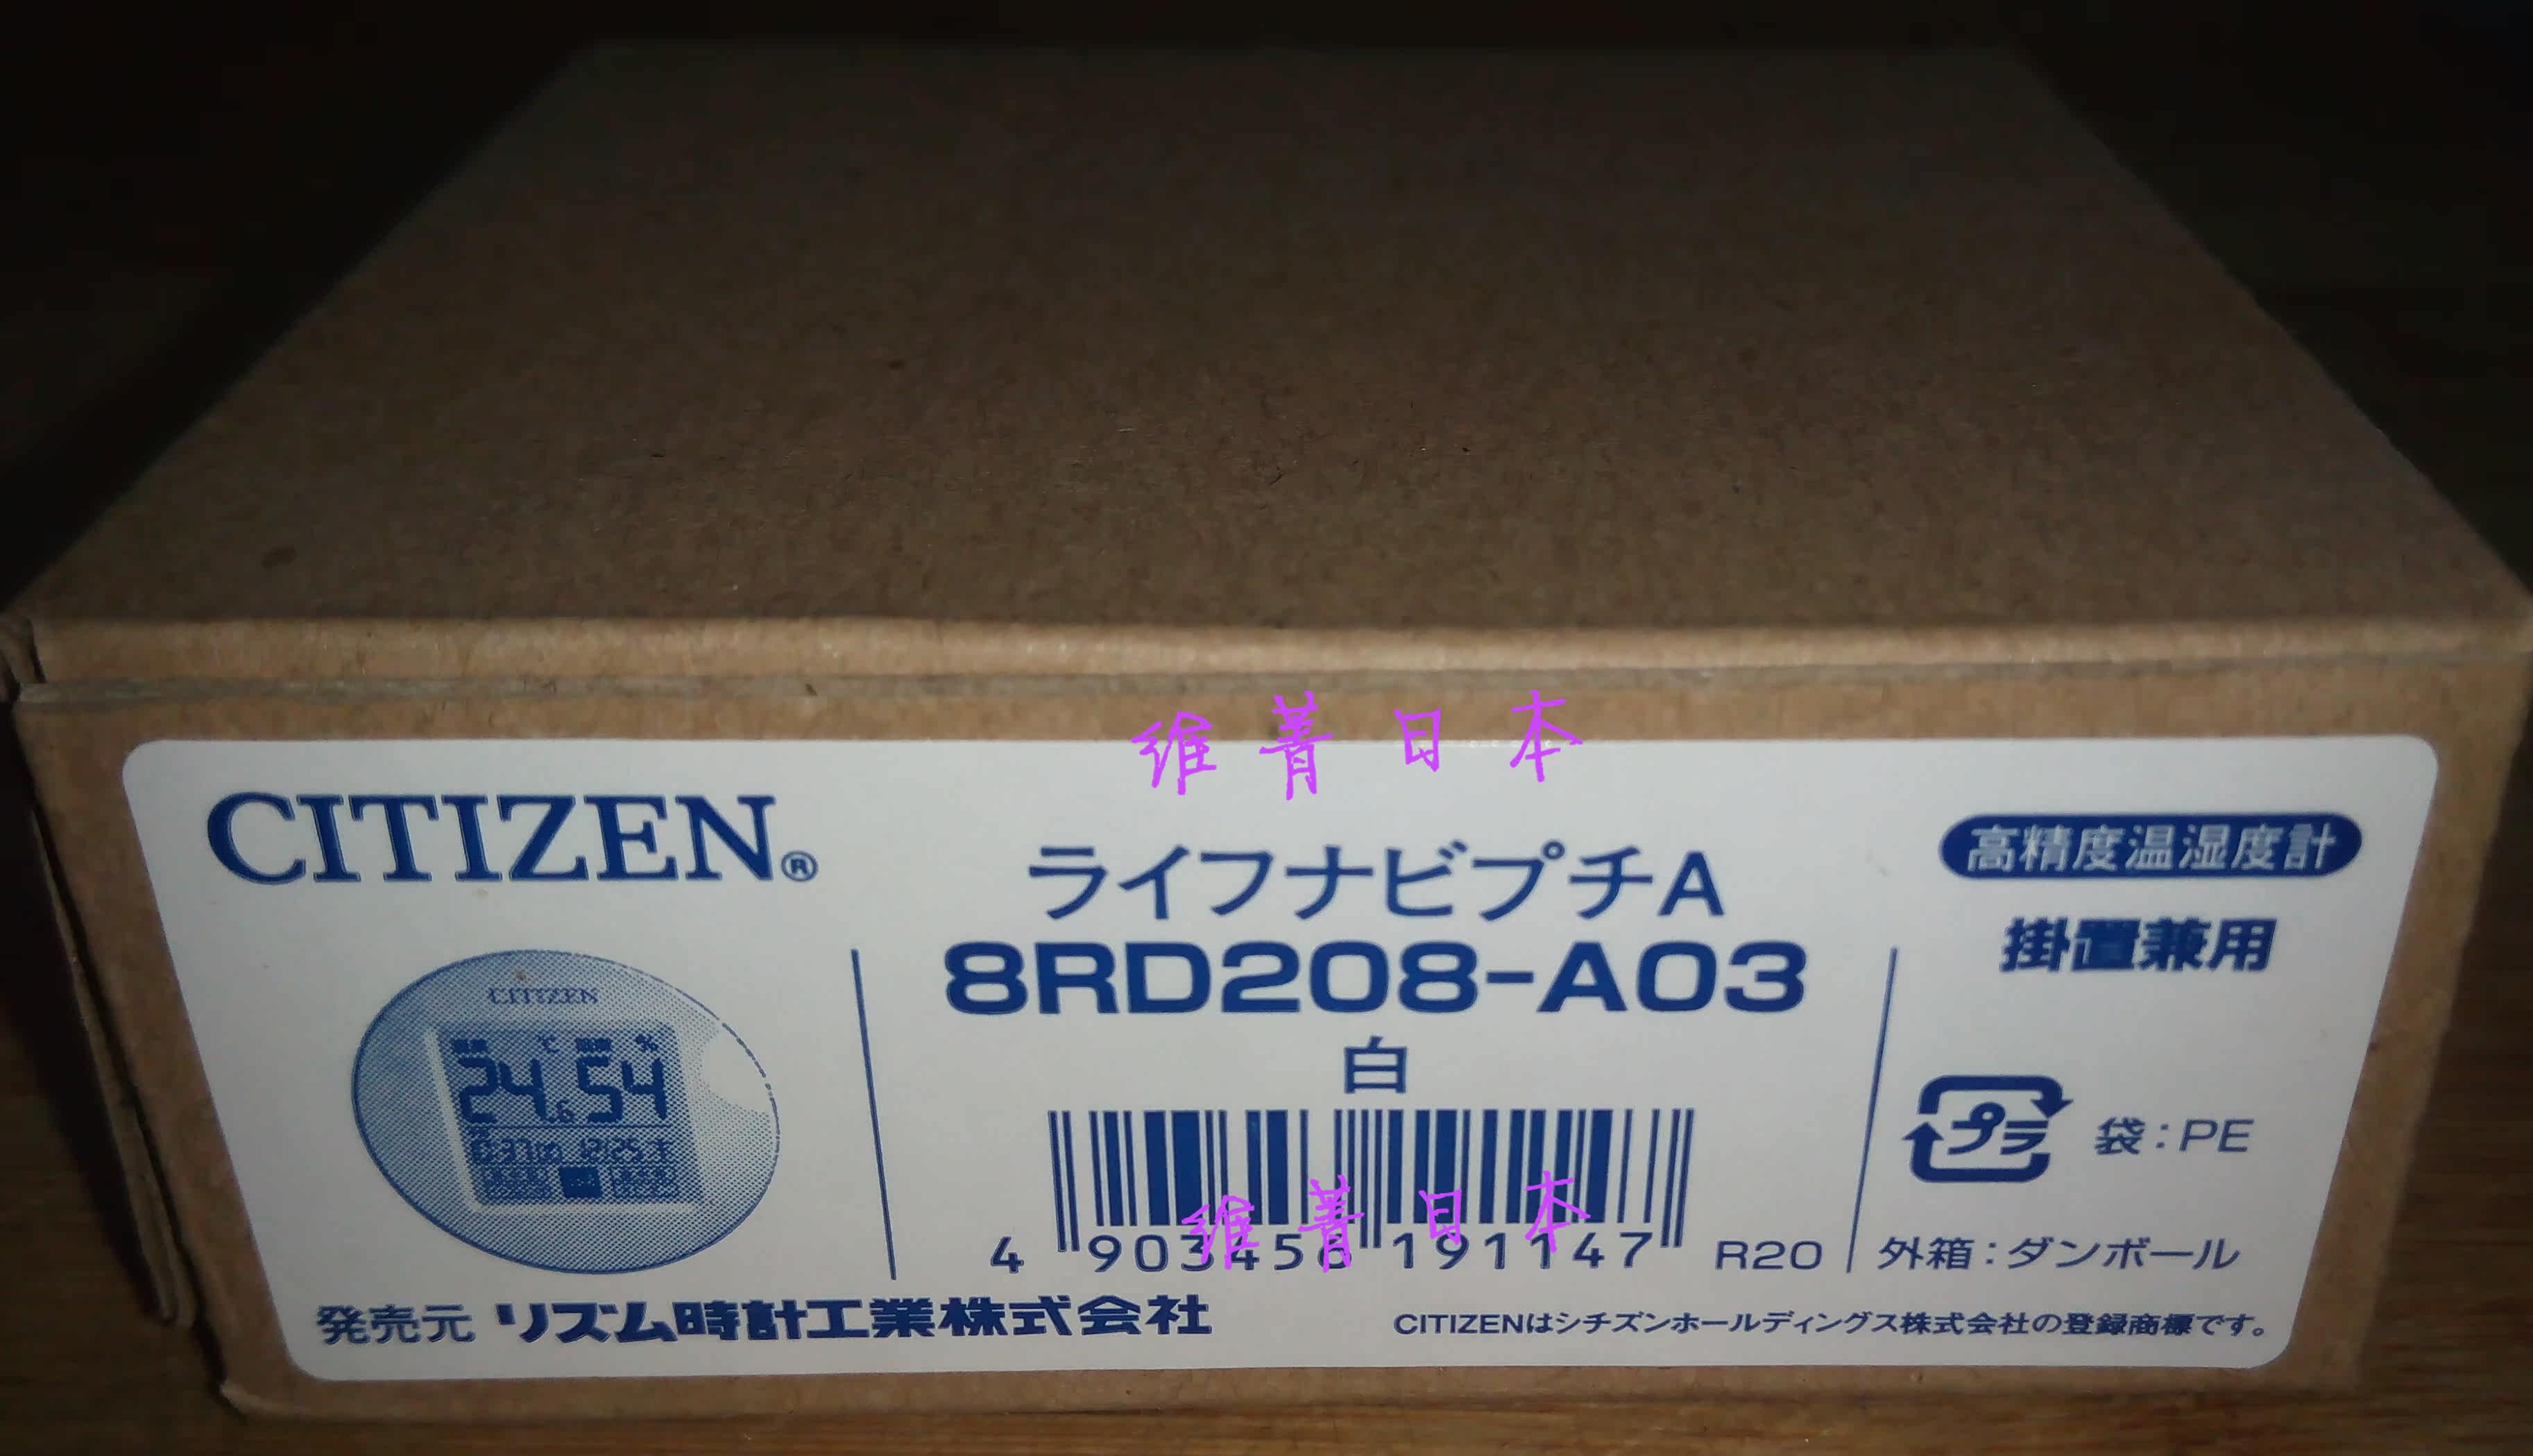 维菁日本
CITIZEN®
ライフナビプチA
8RD208-A03
白
高精度温湿度計
掛置兼用
CITIZEN
℃ %
24.6 54
プラ 袋:PE
维菁日本
4 903456 191147 R20
外箱:ダンボール
発売元 リズム時計工業株式会社
CITIZENはシチズンホールディングス株式会社の登録商標です。